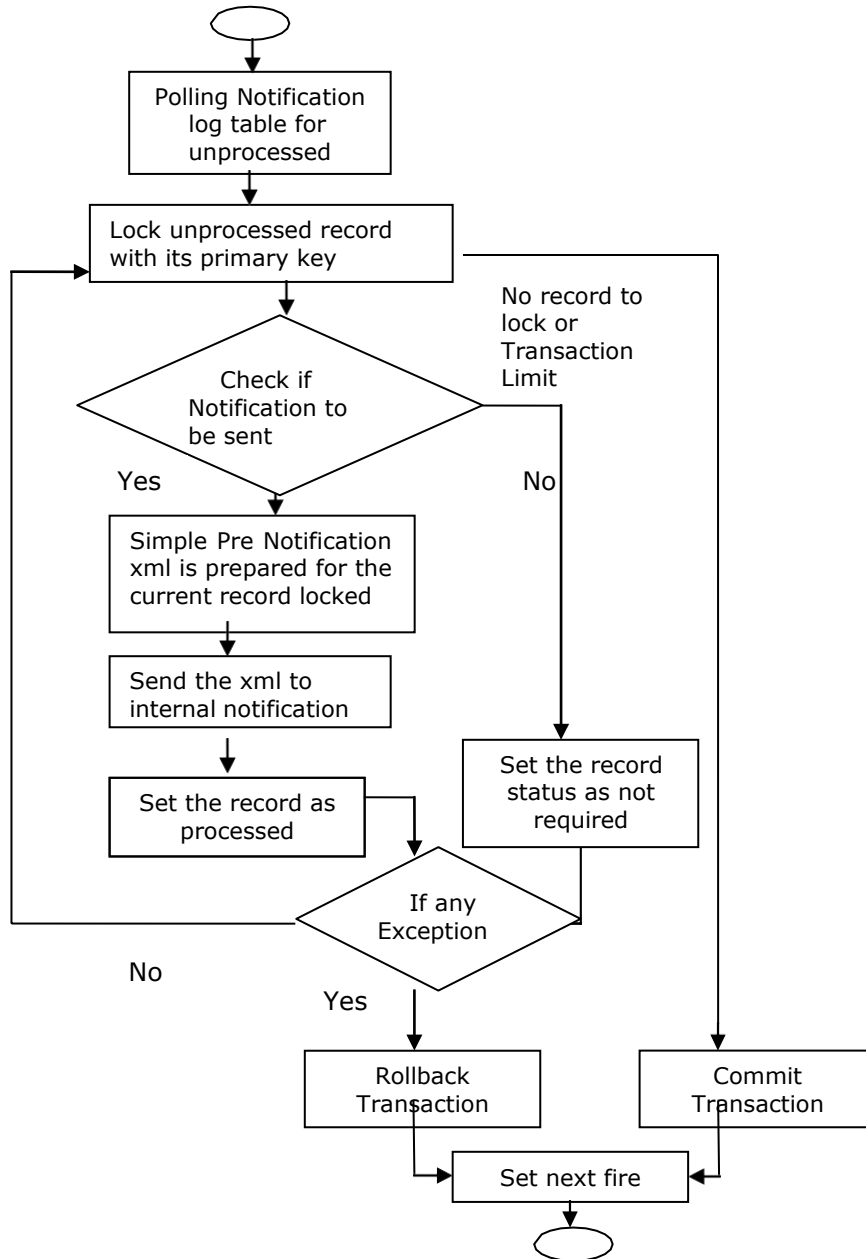 Polling Notification
log table for
unprocessed
Lock unprocessed record
with its primary key
No record to
lock or
Transaction
Limit
Check if
Notification to
be sent
Yes
No
Simple Pre Notification
xml is prepared for the
current record locked
Send the xml to
internal notification
Set the record as
processed
Set the record
status as not
required
If any
Exception
No
Yes
Rollback
Transaction
Commit
Transaction
Set next fire